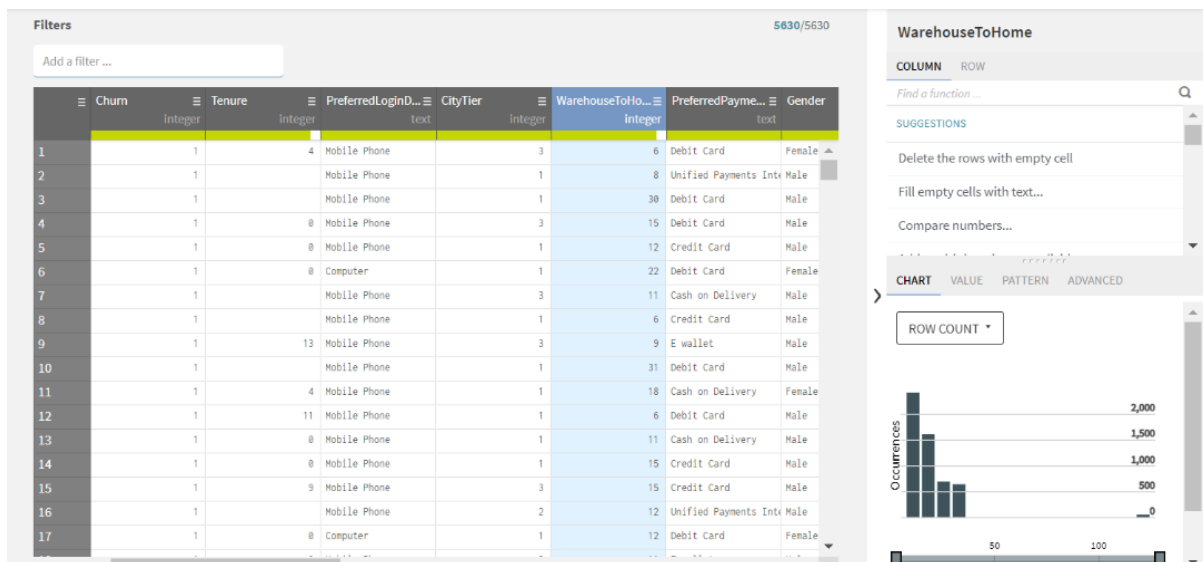 Filters 5630/5630
Add a filter ...
Churn Tenure PreferredLoginD... CityTier WarehouseToHo... PreferredPayme... Gender
integer integer text integer integer text
1 1 4 Mobile Phone 3 6 Debit Card Female
2 1 Mobile Phone 1 8 Unified Payments Inte Male
3 1 Mobile Phone 1 30 Debit Card Male
4 1 0 Mobile Phone 3 15 Debit Card Male
5 1 0 Mobile Phone 1 12 Credit Card Male
6 1 0 Computer 1 22 Debit Card Female
7 1 Mobile Phone 3 11 Cash on Delivery Male
8 1 Mobile Phone 1 6 Credit Card Male
9 1 13 Mobile Phone 3 9 E wallet Male
10 1 Mobile Phone 1 31 Debit Card Male
11 1 4 Mobile Phone 1 18 Cash on Delivery Female
12 1 11 Mobile Phone 1 6 Debit Card Male
13 1 0 Mobile Phone 1 11 Cash on Delivery Male
14 1 0 Mobile Phone 1 15 Credit Card Male
15 1 9 Mobile Phone 3 15 Credit Card Male
16 1 Mobile Phone 2 12 Unified Payments Inte Male
17 1 0 Computer 1 12 Debit Card Female
WarehouseToHome
COLUMN ROW
Find a function ...
SUGGESTIONS
Delete the rows with empty cell
Fill empty cells with text...
Compare numbers...
CHART VALUE PATTERN ADVANCED
ROW COUNT
Occurrences
2,000
1,500
1,000
500
0
50 100